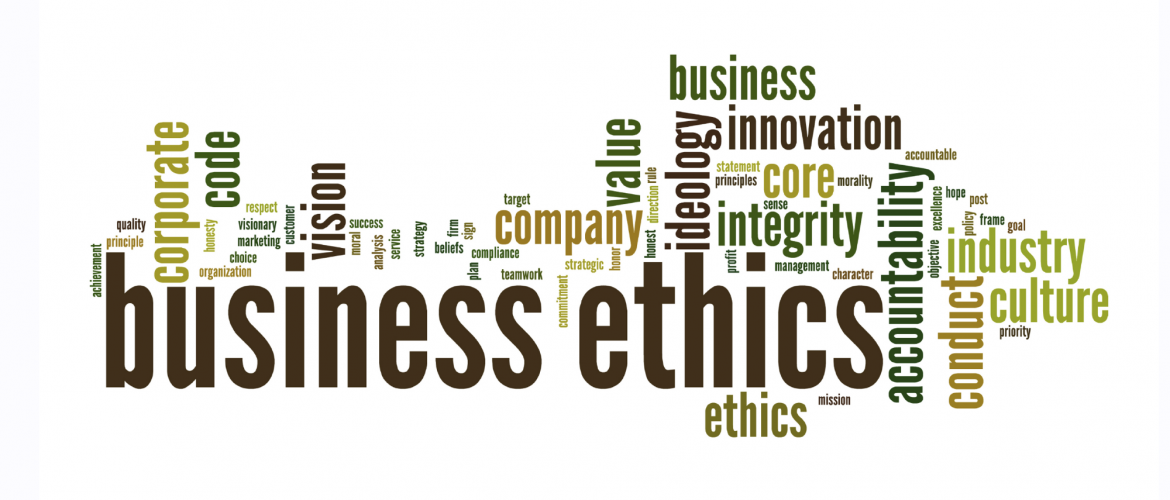 business
innovation
ideology
corporate
code
value
vision
statement
principles
core
morality
accountable
accountability
rule
direction
sense
integrity
excellence
hope
post
policy
frame
goal
respect
honesty
visionary
marketing
choice
organization
customer
quality
principle
achievement
success
moral
analysis
service
strategy
firm
sign
beliefs
plan
compliance
teamwork
target
company
strategic
commitment
honor
honest
profit
management
character
objective
industry
culture
conduct
priority
business ethics
ethics
mission